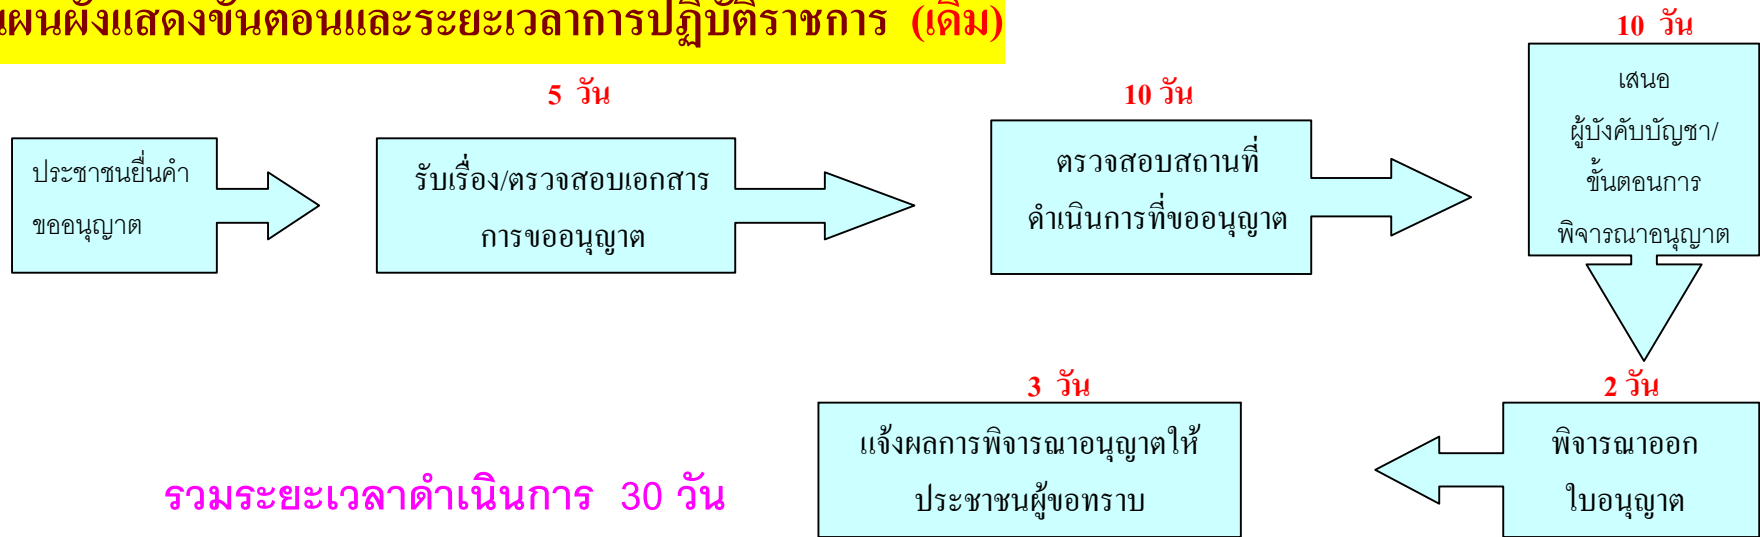 แผนผังแสดงขั้นตอนและระยะเวลาการปฏิบัติราชการ (เดิม)
5 วัน
10 วัน
10 วัน
ประชาชนยื่นคำ
ขออนุญาต
รับเรื่อง/ตรวจสอบเอกสาร
การขออนุญาต
ตรวจสอบสถานที่
ดำเนินการที่ขออนุญาต
เสนอ
ผู้บังคับบัญชา/
ขั้นตอนการ
พิจารณาอนุญาต
2 วัน
พิจารณาออก
ใบอนุญาต
3 วัน
แจ้งผลการพิจารณาอนุญาตให้
ประชาชนผู้ขอทราบ
รวมระยะเวลาดำเนินการ 30 วัน